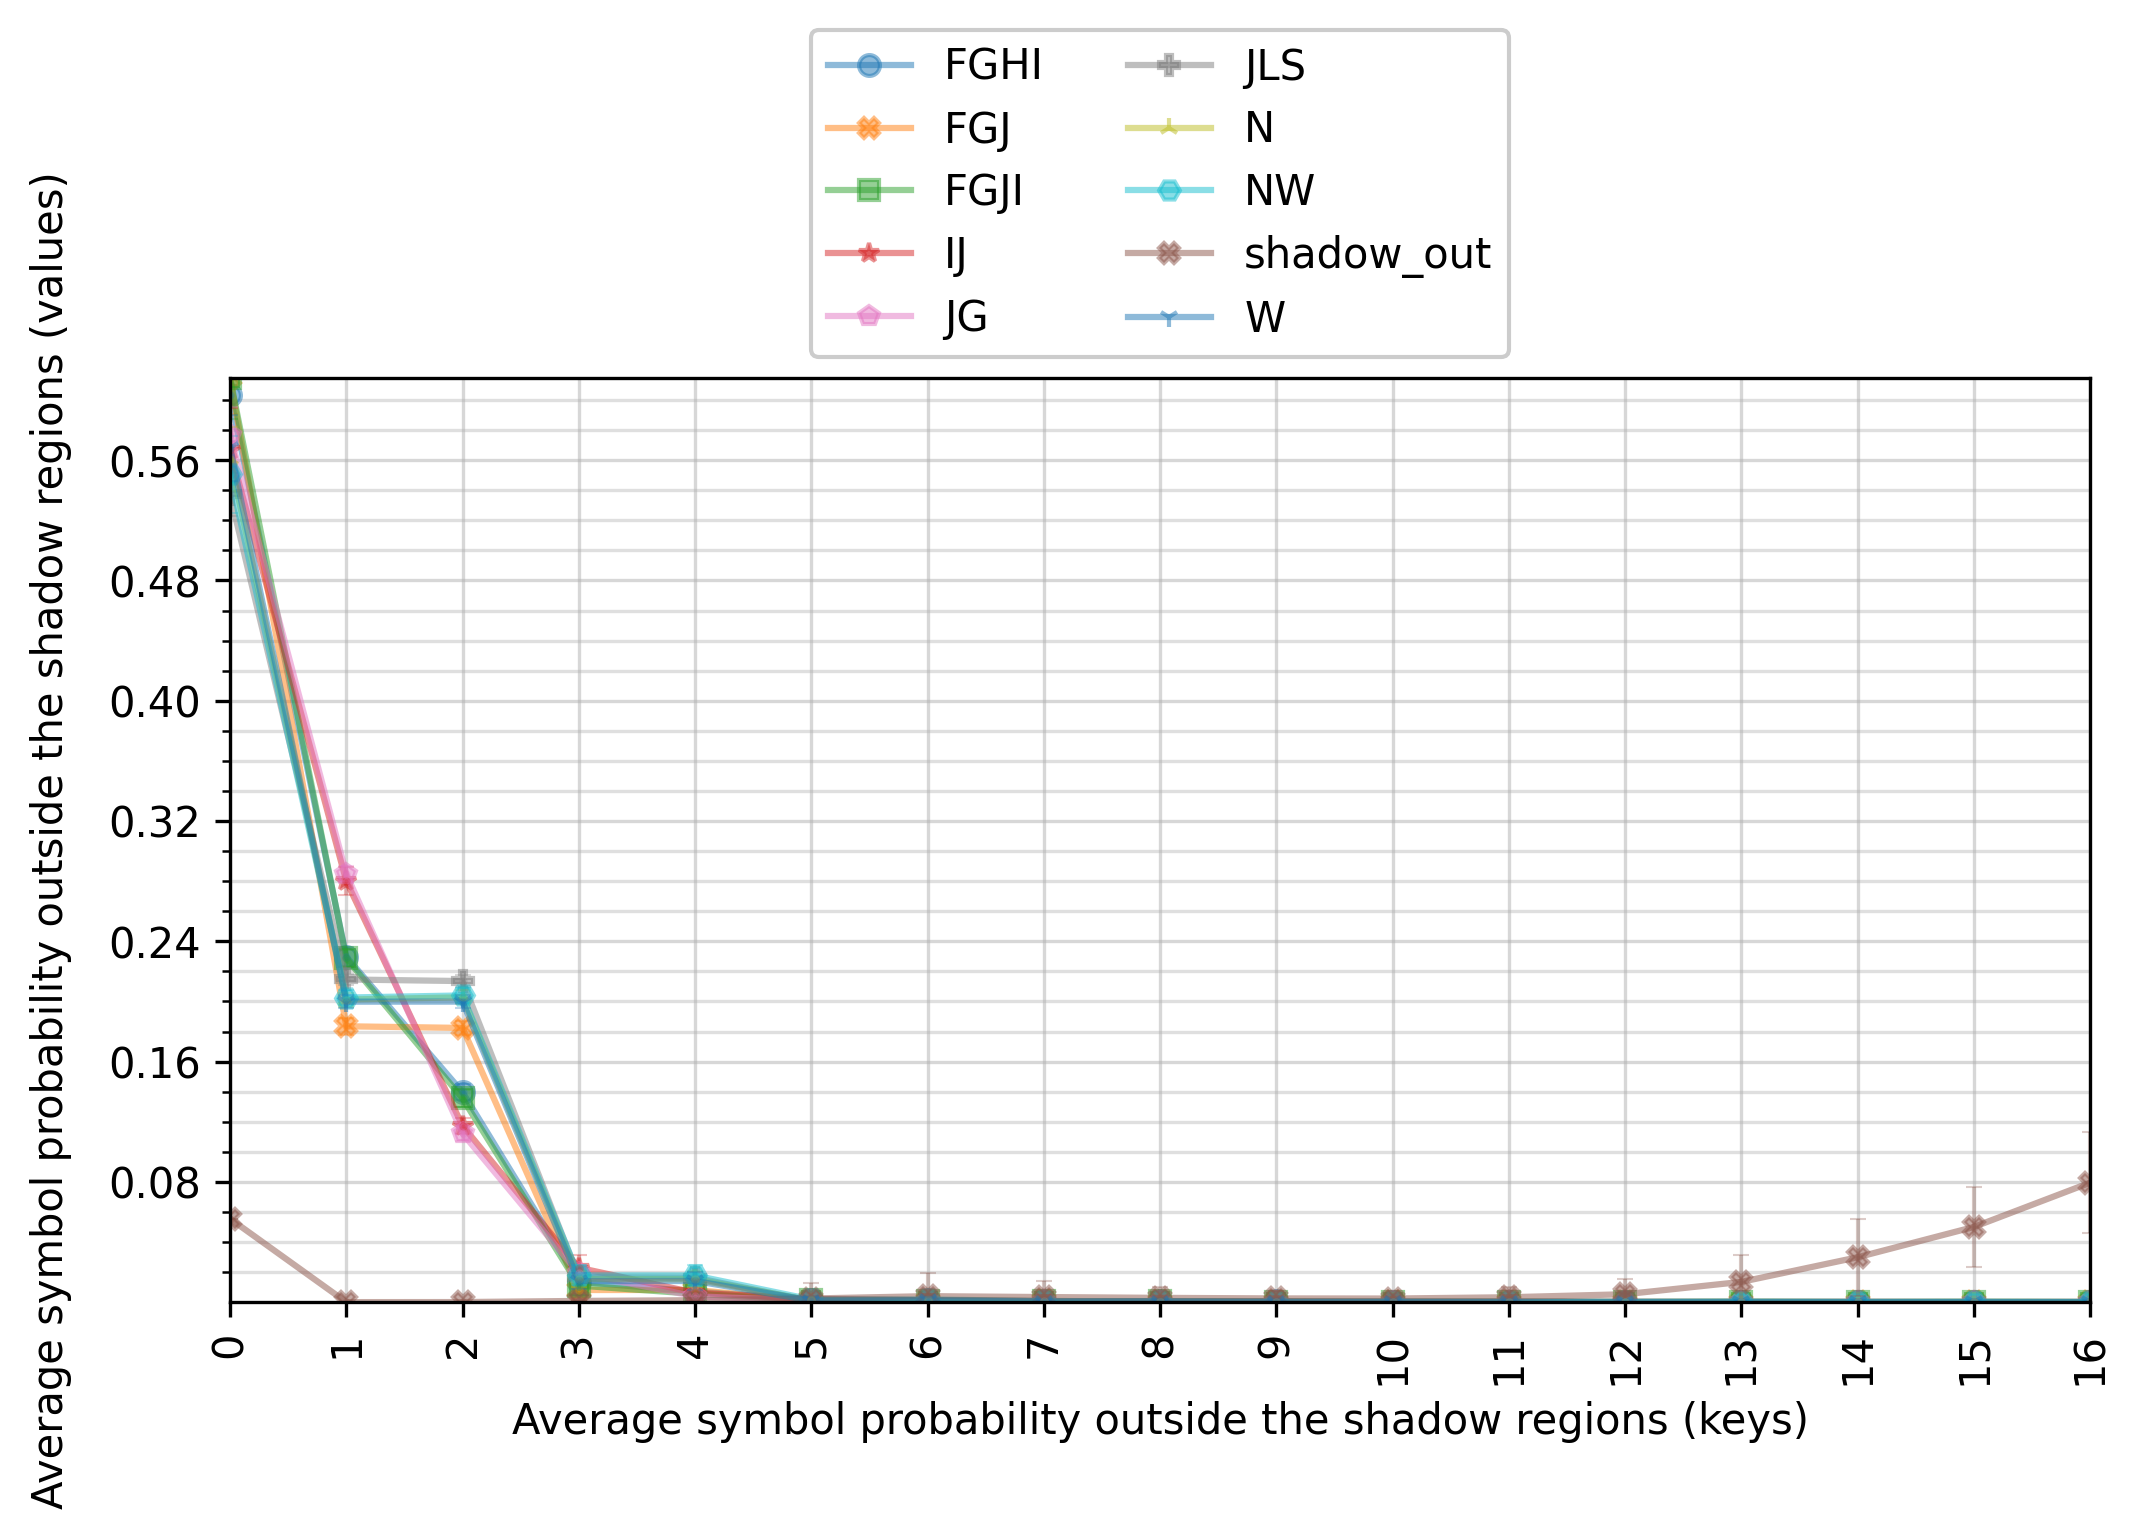 FGHI
FGJ
FGJI
IJ
JG
JLS
N
NW
shadow_out
W
Average symbol probability outside the shadow regions (values)
0.56
0.48
0.40
0.32
0.24
0.16
0.08
0 1 2 3 4 5 6 7 8 9 10 11 12 13 14 15 16
Average symbol probability outside the shadow regions (keys)